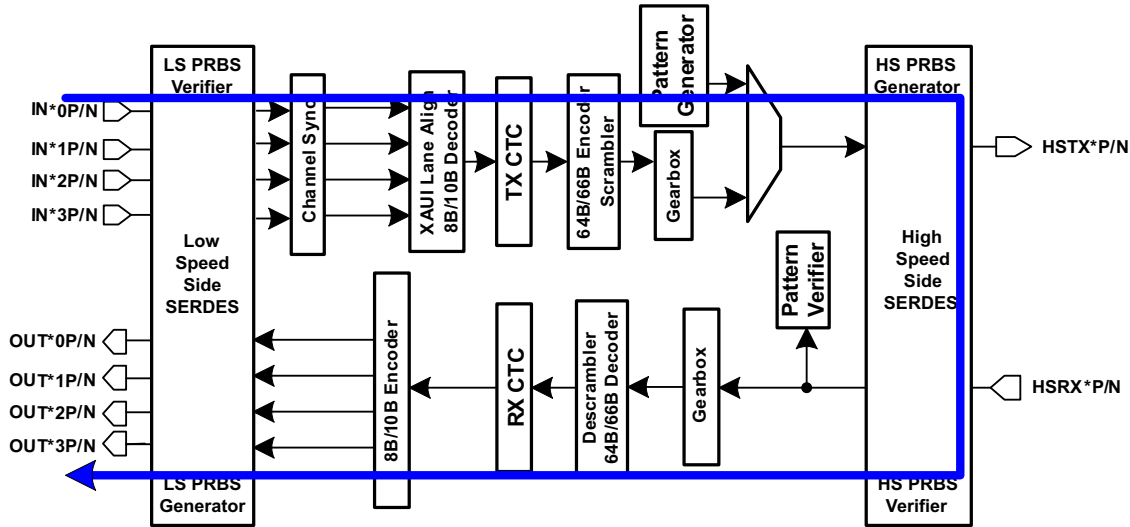 LS PRBS
Verifier
IN*0P/N
IN*1P/N
IN*2P/N
IN*3P/N
Low
Speed
Side
SERDES
OUT*0P/N
OUT*1P/N
OUT*2P/N
OUT*3P/N
LS PRBS
Generator
Channel Sync
XAUI Lane Align
8B/10B Decoder
TX CTC
64B/66B Encoder
Scrambler
Pattern
Generator
Gearbox
HS PRBS
Generator
High
Speed
Side
SERDES
HS PRBS
Verifier
HSTX*P/N
HSRX*P/N
8B/10B Encoder
RX CTC
Descrambler
64B/66B Decoder
Gearbox
Pattern
Verifier